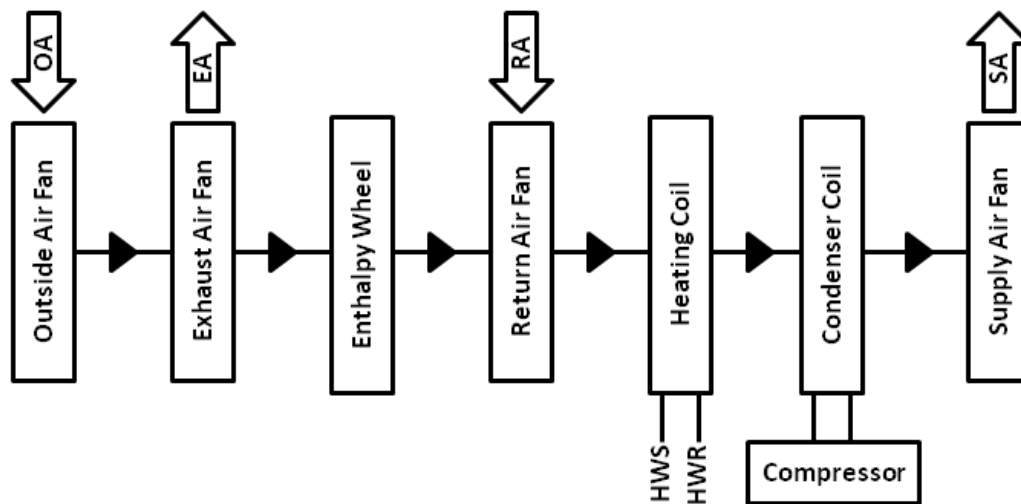 OA
EA
RA
SA
Outside Air Fan
Exhaust Air Fan
Enthalpy Wheel
Return Air Fan
Heating Coil
Condenser Coil
Supply Air Fan
HWS
HWR
Compressor